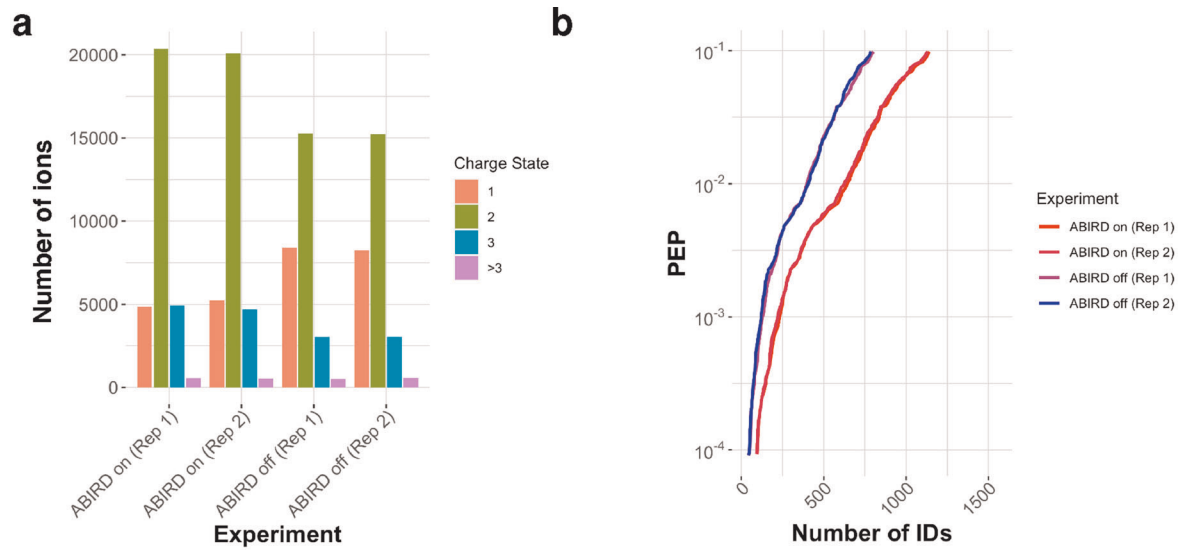 a
Number of ions
20000
15000
10000
5000
0
ABIRD on (Rep 1)
ABIRD on (Rep 2)
ABIRD off (Rep 1)
ABIRD off (Rep 2)
Experiment
Charge State
1
2
3
>3
b
PEP
10⁻¹
10⁻²
10⁻³
10⁻⁴
0
500
1000
1500
Number of IDs
Experiment
ABIRD on (Rep 1)
ABIRD on (Rep 2)
ABIRD off (Rep 1)
ABIRD off (Rep 2)